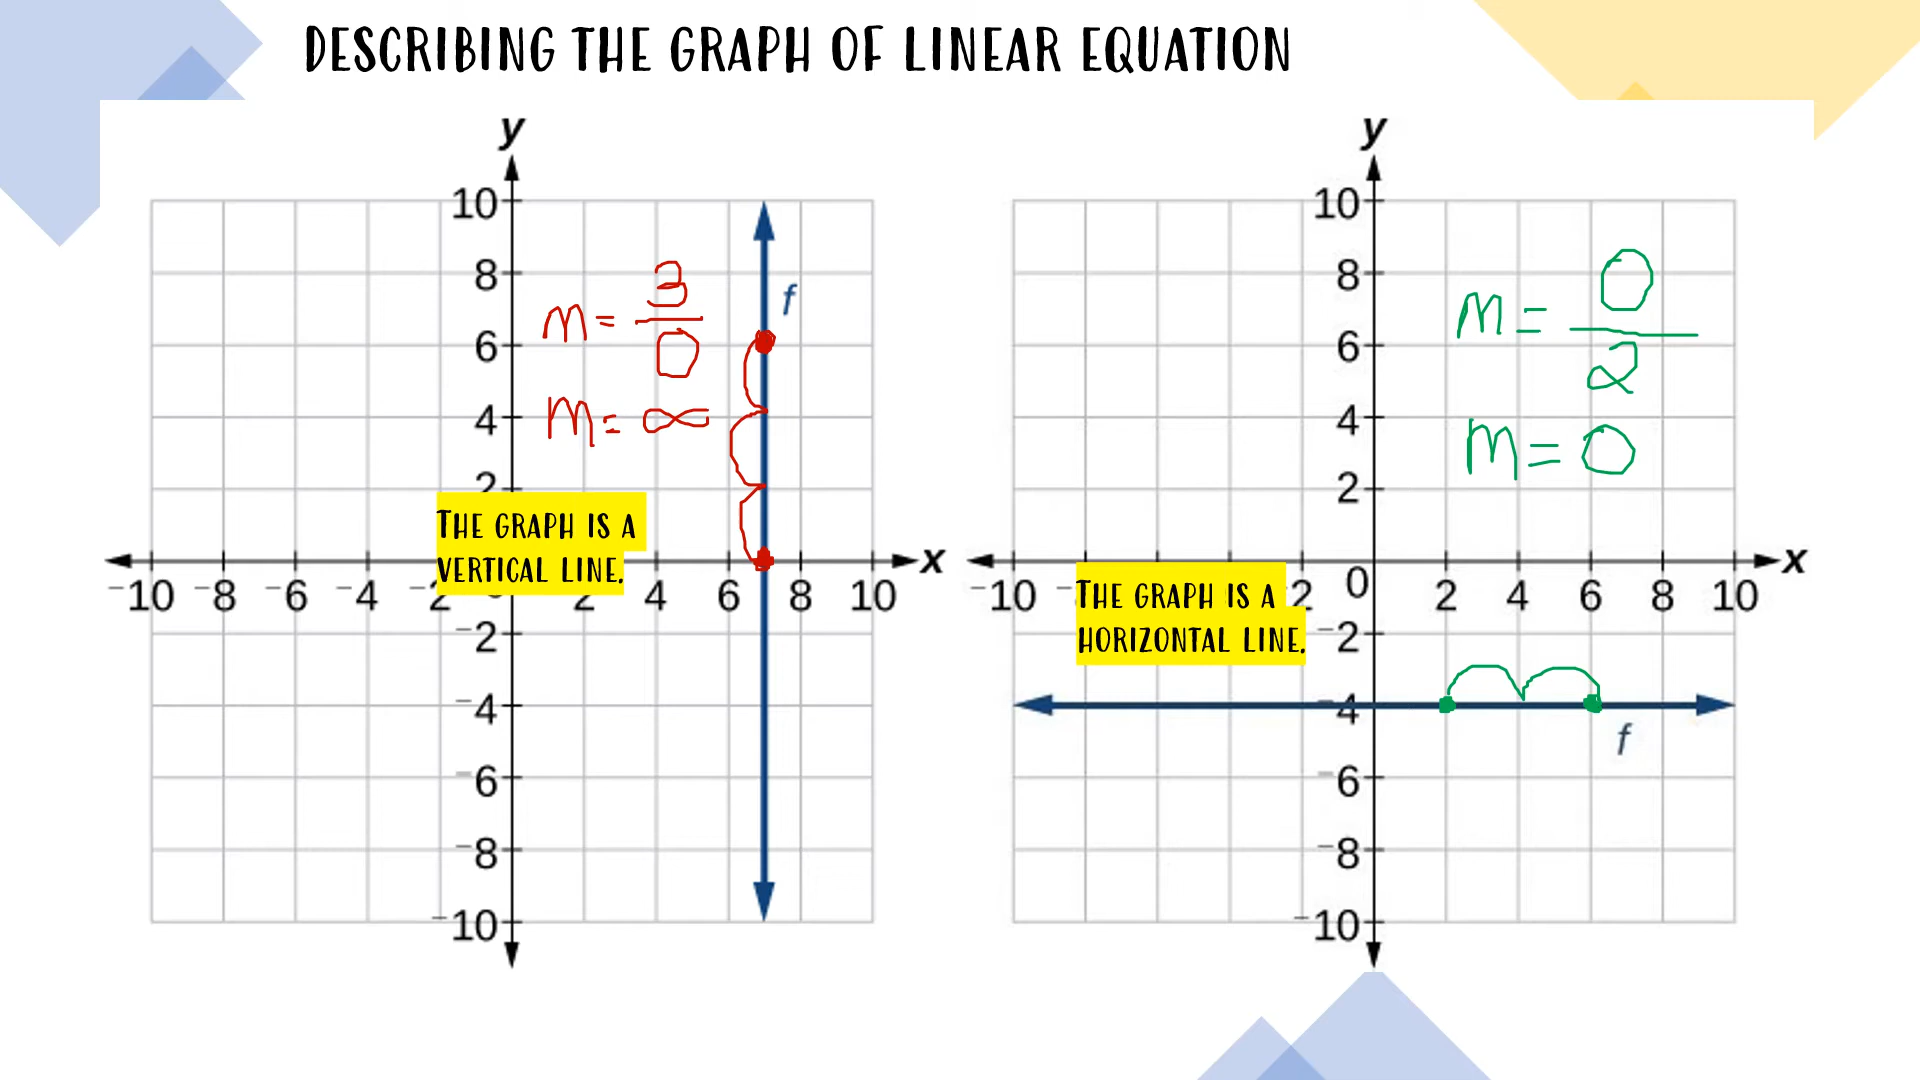 DESCRIBING THE GRAPH OF LINEAR EQUATION
y
10
8
6
4
2
-2
-4
-6
-8
-10
-10 -8 -6 -4 2 4 6 8 10
x
f
m = 3/0
m = ∞
THE GRAPH IS A
VERTICAL LINE.
y
10
8
6
4
2
0
-2
-4
-6
-8
-10
-10 2 2 4 6 8 10
x
m = 0/2
m = 0
THE GRAPH IS A
HORIZONTAL LINE.
f